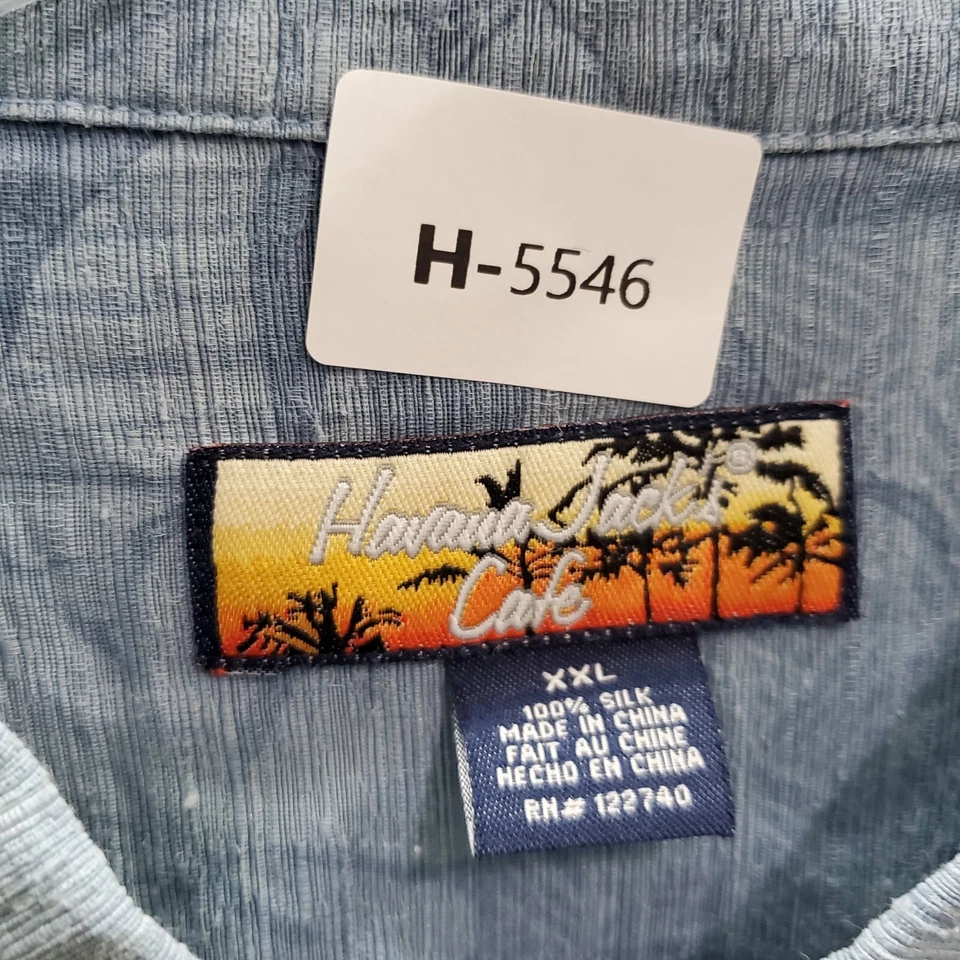 H-5546
Havana Jack's®
Cafe
XXL
100% SILK
MADE IN CHINA
FAIT AU CHINE
HECHO EN CHINA
RN# 122740